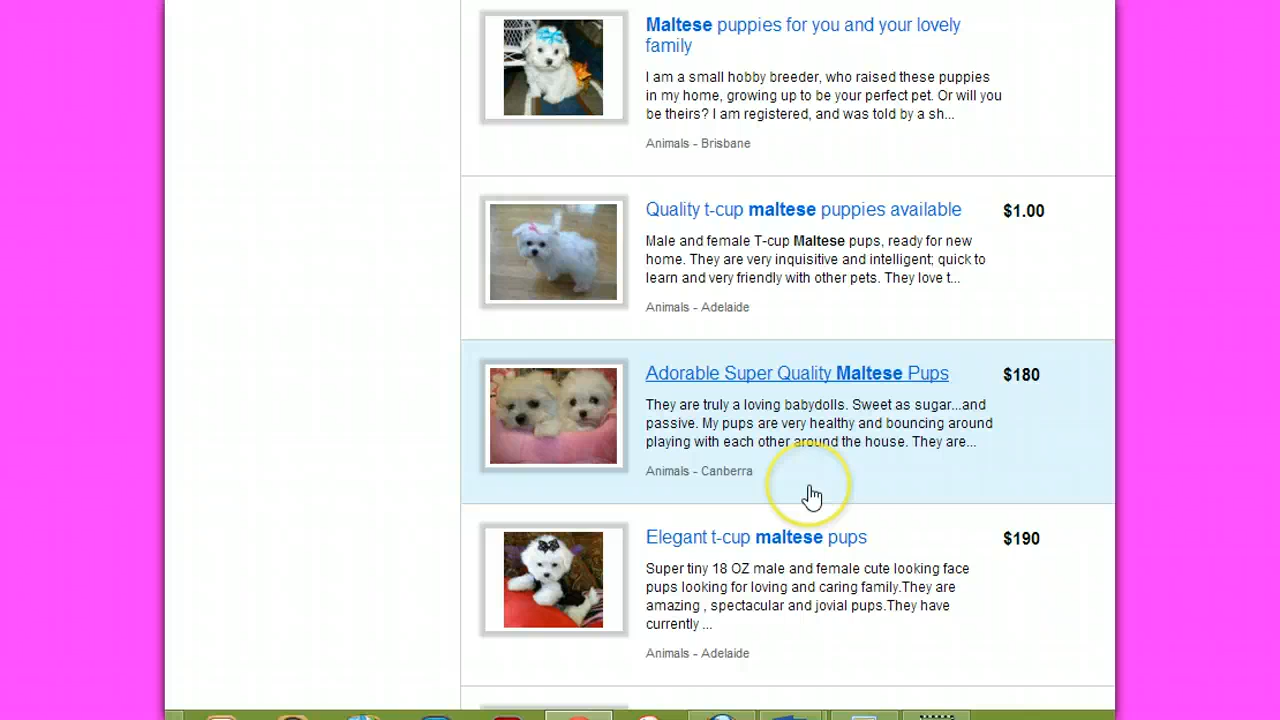 Maltese puppies for you and your lovely
family
I am a small hobby breeder, who raised these puppies
in my home, growing up to be your perfect pet. Or will you
be theirs? I am registered, and was told by a sh...
Animals - Brisbane
Quality t-cup maltese puppies available
$1.00
Male and female T-cup Maltese pups, ready for new
home. They are very inquisitive and intelligent; quick to
learn and very friendly with other pets. They love t...
Animals - Adelaide
Adorable Super Quality Maltese Pups
$180
They are truly a loving babydolls. Sweet as sugar...and
passive. My pups are very healthy and bouncing around
playing with each other around the house. They are...
Animals - Canberra
Elegant t-cup maltese pups
$190
Super tiny 18 OZ male and female cute looking face
pups looking for loving and caring family.They are
amazing , spectacular and jovial pups.They have
currently ...
Animals - Adelaide